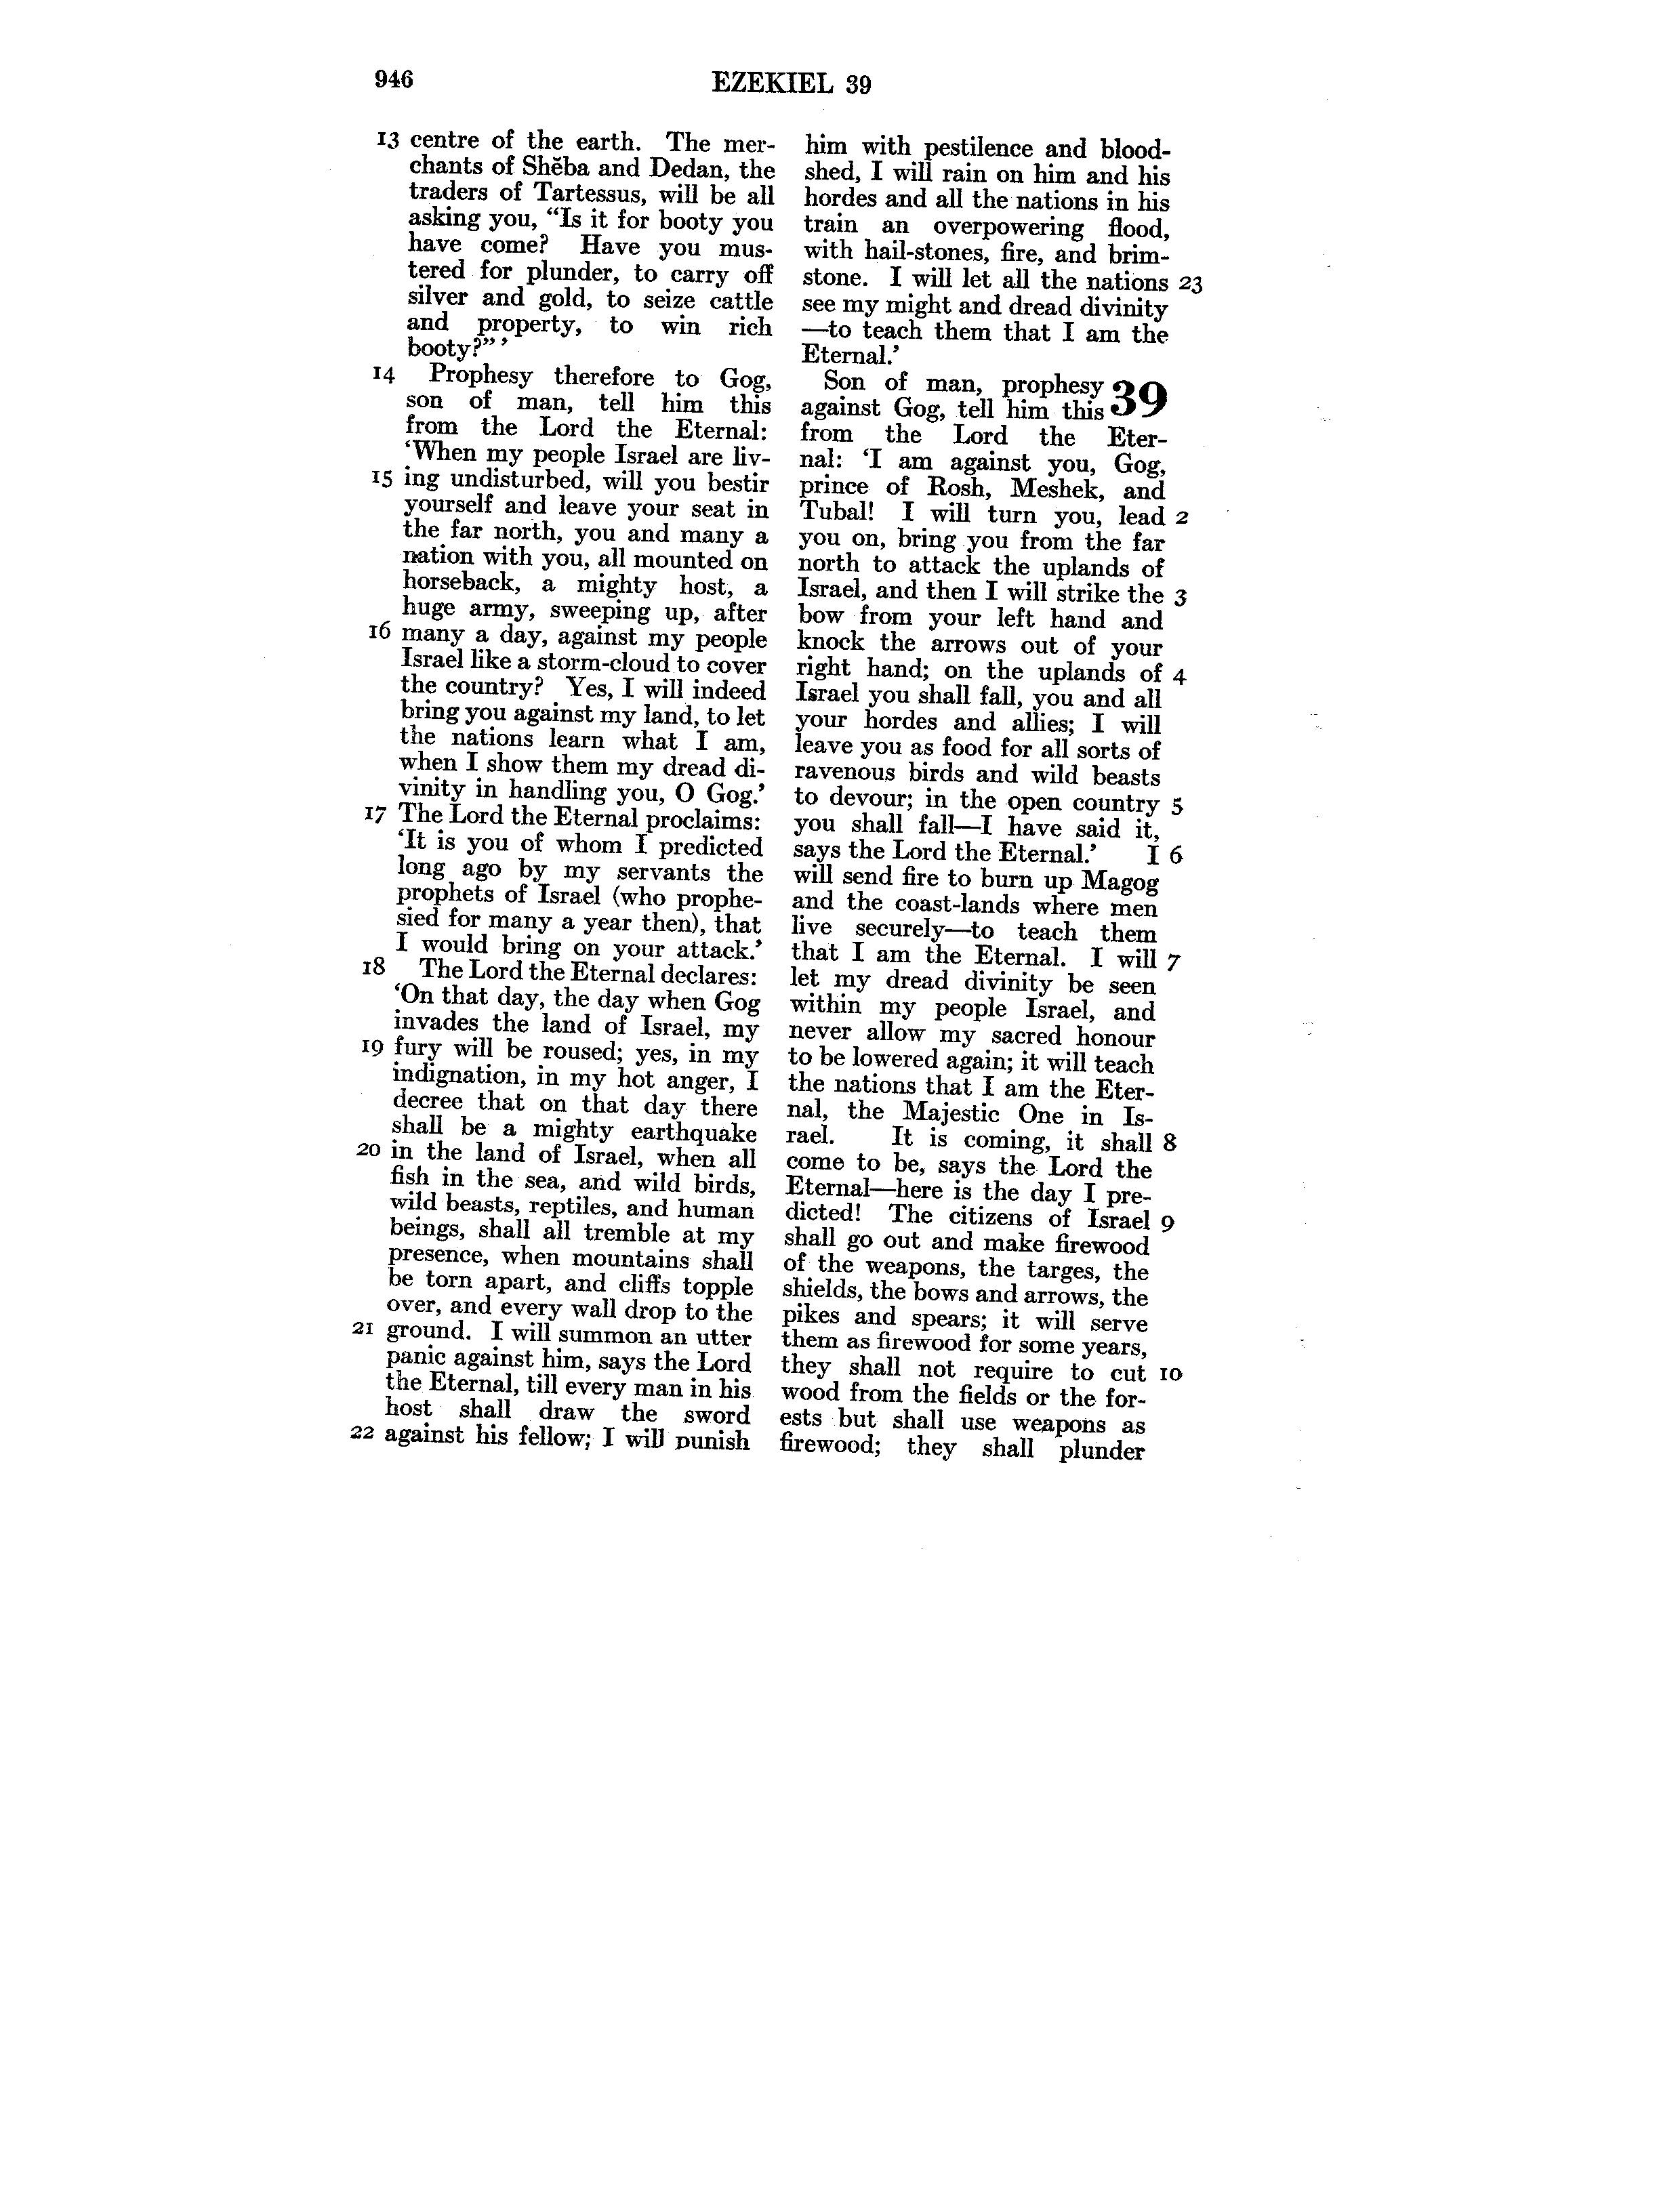 946 EZEKIEL 39
13 centre of the earth. The mer-
chants of Shĕba and Dedan, the
traders of Tartessus, will be all
asking you, “Is it for booty you
have come? Have you mus-
tered for plunder, to carry off
silver and gold, to seize cattle
and property, to win rich
booty?” ’
14 Prophesy therefore to Gog,
son of man, tell him this
from the Lord the Eternal:
‘When my people Israel are liv-
15 ing undisturbed, will you bestir
yourself and leave your seat in
the far north, you and many a
nation with you, all mounted on
horseback, a mighty host, a
huge army, sweeping up, after
16 many a day, against my people
Israel like a storm-cloud to cover
the country? Yes, I will indeed
bring you against my land, to let
the nations learn what I am,
when I show them my dread di-
vinity in handling you, O Gog.’
17 The Lord the Eternal proclaims:
‘It is you of whom I predicted
long ago by my servants the
prophets of Israel (who prophe-
sied for many a year then), that
I would bring on your attack.’
18 The Lord the Eternal declares:
‘On that day, the day when Gog
invades the land of Israel, my
19 fury will be roused; yes, in my
indignation, in my hot anger, I
decree that on that day there
shall be a mighty earthquake
20 in the land of Israel, when all
fish in the sea, and wild birds,
wild beasts, reptiles, and human
beings, shall all tremble at my
presence, when mountains shall
be torn apart, and cliffs topple
over, and every wall drop to the
21 ground. I will summon an utter
panic against him, says the Lord
the Eternal, till every man in his
host shall draw the sword
22 against his fellow; I will punish
him with pestilence and blood-
shed, I will rain on him and his
hordes and all the nations in his
train an overpowering flood,
with hail-stones, fire, and brim-
stone. I will let all the nations 23
see my might and dread divinity
—to teach them that I am the
Eternal.’
Son of man, prophesy 39
against Gog, tell him this
from the Lord the Eter-
nal: ‘I am against you, Gog,
prince of Rosh, Meshek, and
Tubal! I will turn you, lead 2
you on, bring you from the far
north to attack the uplands of
Israel, and then I will strike the 3
bow from your left hand and
knock the arrows out of your
right hand; on the uplands of 4
Israel you shall fall, you and all
your hordes and allies; I will
leave you as food for all sorts of
ravenous birds and wild beasts
to devour; in the open country 5
you shall fall—I have said it,
says the Lord the Eternal.’ I 6
will send fire to burn up Magog
and the coast-lands where men
live securely—to teach them
that I am the Eternal. I will 7
let my dread divinity be seen
within my people Israel, and
never allow my sacred honour
to be lowered again; it will teach
the nations that I am the Eter-
nal, the Majestic One in Is-
rael. It is coming, it shall 8
come to be, says the Lord the
Eternal—here is the day I pre-
dicted! The citizens of Israel 9
shall go out and make firewood
of the weapons, the targes, the
shields, the bows and arrows, the
pikes and spears; it will serve
them as firewood for some years,
they shall not require to cut 10
wood from the fields or the for-
ests but shall use weapons as
firewood; they shall plunder